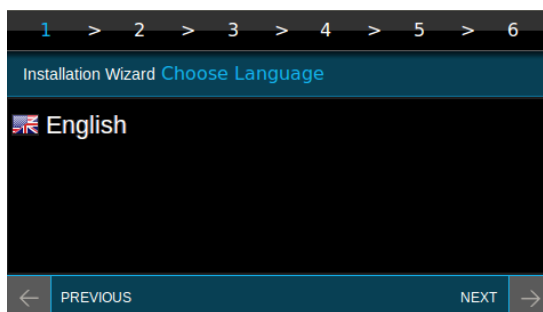 1 > 2 > 3 > 4 > 5 > 6
Installation Wizard Choose Language
English
PREVIOUS NEXT